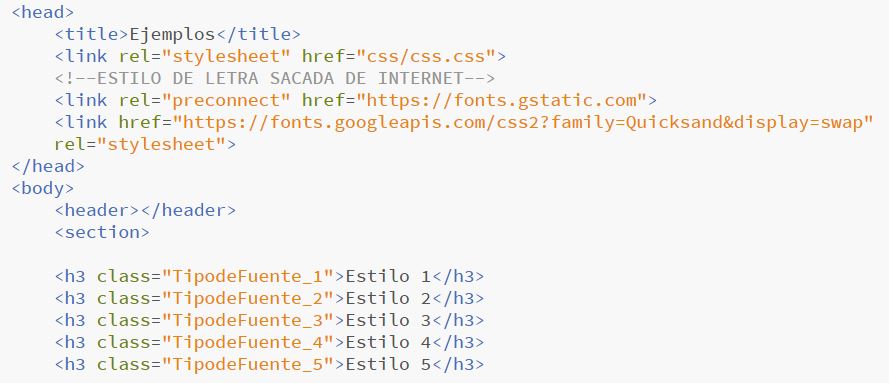 <head>
<title>Ejemplos</title>
<link rel="stylesheet" href="css/css.css">
<!--ESTILO DE LETRA SACADA DE INTERNET-->
<link rel="preconnect" href="https://fonts.gstatic.com">
<link href="https://fonts.googleapis.com/css2?family=Quicksand&display=swap"
rel="stylesheet">
</head>
<body>
<header></header>
<section>
<h3 class="TipodeFuente_1">Estilo 1</h3>
<h3 class="TipodeFuente_2">Estilo 2</h3>
<h3 class="TipodeFuente_3">Estilo 3</h3>
<h3 class="TipodeFuente_4">Estilo 4</h3>
<h3 class="TipodeFuente_5">Estilo 5</h3>